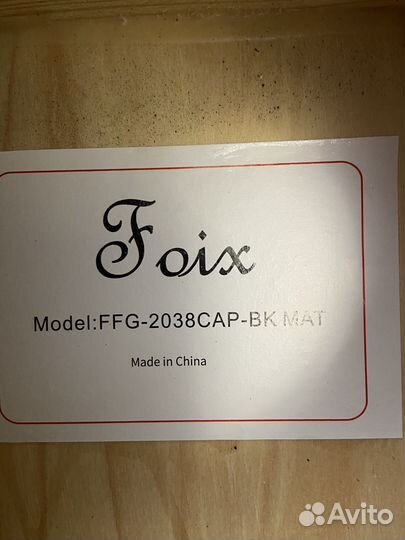 Foix
Model:FFG-2038CAP-BK MAT
Made in China
Avito